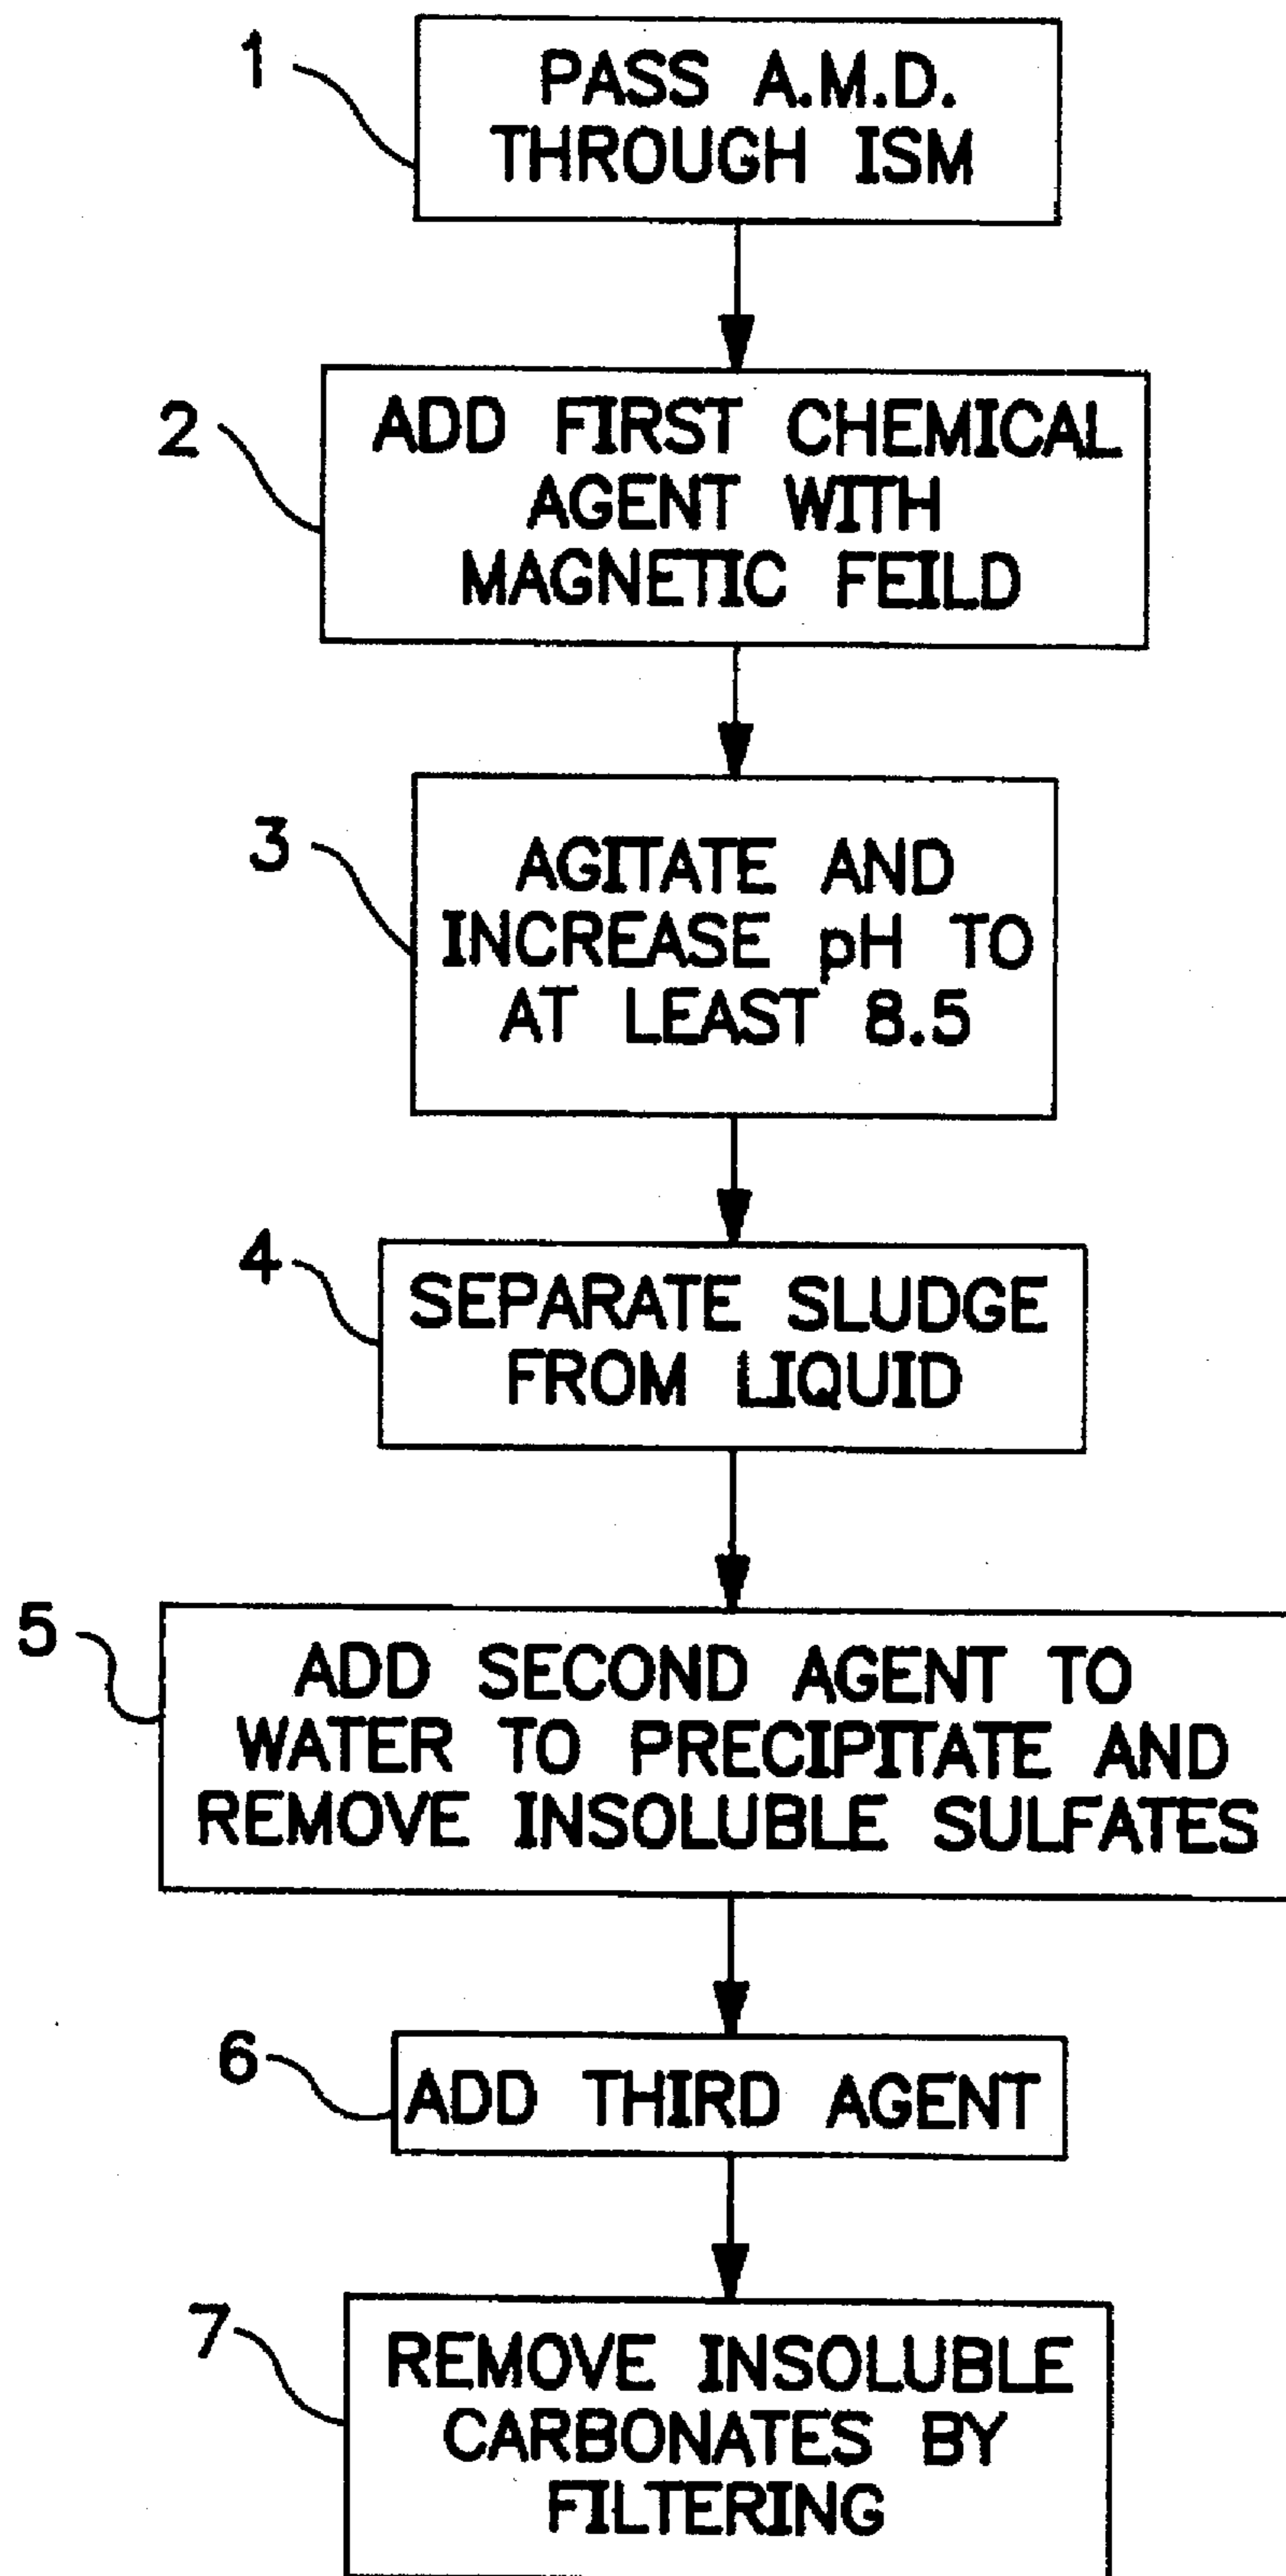 1
PASS A.M.D.
THROUGH ISM
2
ADD FIRST CHEMICAL
AGENT WITH
MAGNETIC FEILD
3
AGITATE AND
INCREASE pH TO
AT LEAST 8.5
4
SEPARATE SLUDGE
FROM LIQUID
5
ADD SECOND AGENT TO
WATER TO PRECIPITATE AND
REMOVE INSOLUBLE SULFATES
6
ADD THIRD AGENT
7
REMOVE INSOLUBLE
CARBONATES BY
FILTERING